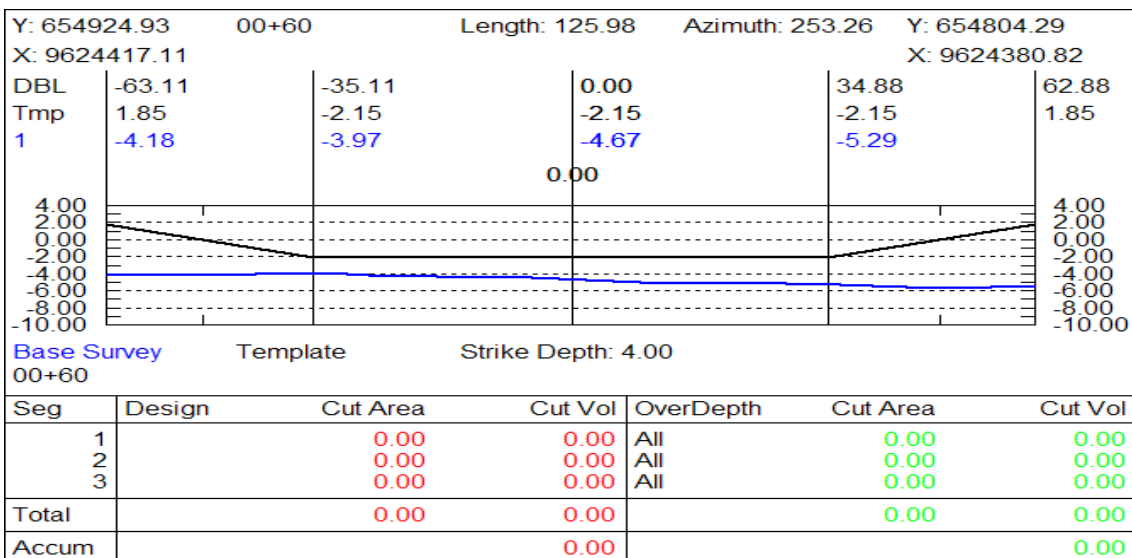 Y: 654924.93 00+60 Length: 125.98 Azimuth: 253.26 Y: 654804.29
X: 9624417.11 X: 9624380.82
DBL -63.11 -35.11 0.00 34.88 62.88
Tmp 1.85 -2.15 -2.15 -2.15 1.85
1 -4.18 -3.97 -4.67 -5.29
0.00
4.00 4.00
2.00 2.00
0.00 0.00
-2.00 -2.00
-4.00 -4.00
-6.00 -6.00
-8.00 -8.00
-10.00 -10.00
Base Survey Template Strike Depth: 4.00
00+60
Seg Design Cut Area Cut Vol OverDepth Cut Area Cut Vol
1 0.00 0.00 All 0.00 0.00
2 0.00 0.00 All 0.00 0.00
3 0.00 0.00 All 0.00 0.00
Total 0.00 0.00 0.00 0.00
Accum 0.00 0.00